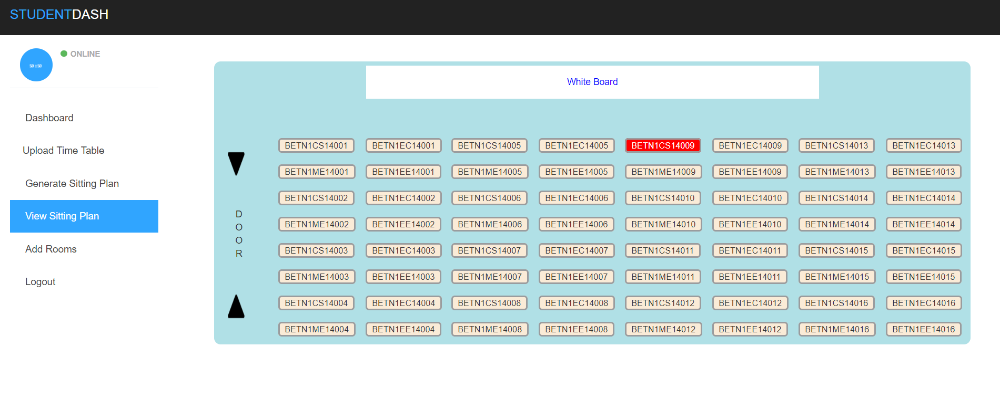 STUDENTDASH
50 x 50
ONLINE
Dashboard
Upload Time Table
Generate Sitting Plan
View Sitting Plan
Add Rooms
Logout
White Board
D
O
O
R
BETN1CS14001 BETN1EC14001 BETN1CS14005 BETN1EC14005 BETN1CS14009 BETN1EC14009 BETN1CS14013 BETN1EC14013
BETN1ME14001 BETN1EE14001 BETN1ME14005 BETN1EE14005 BETN1ME14009 BETN1EE14009 BETN1ME14013 BETN1EE14013
BETN1CS14002 BETN1EC14002 BETN1CS14006 BETN1EC14006 BETN1CS14010 BETN1EC14010 BETN1CS14014 BETN1EC14014
BETN1ME14002 BETN1EE14002 BETN1ME14006 BETN1EE14006 BETN1ME14010 BETN1EE14010 BETN1ME14014 BETN1EE14014
BETN1CS14003 BETN1EC14003 BETN1CS14007 BETN1EC14007 BETN1CS14011 BETN1EC14011 BETN1CS14015 BETN1EC14015
BETN1ME14003 BETN1EE14003 BETN1ME14007 BETN1EE14007 BETN1ME14011 BETN1EE14011 BETN1ME14015 BETN1EE14015
BETN1CS14004 BETN1EC14004 BETN1CS14008 BETN1EC14008 BETN1CS14012 BETN1EC14012 BETN1CS14016 BETN1EC14016
BETN1ME14004 BETN1EE14004 BETN1ME14008 BETN1EE14008 BETN1ME14012 BETN1EE14012 BETN1ME14016 BETN1EE14016